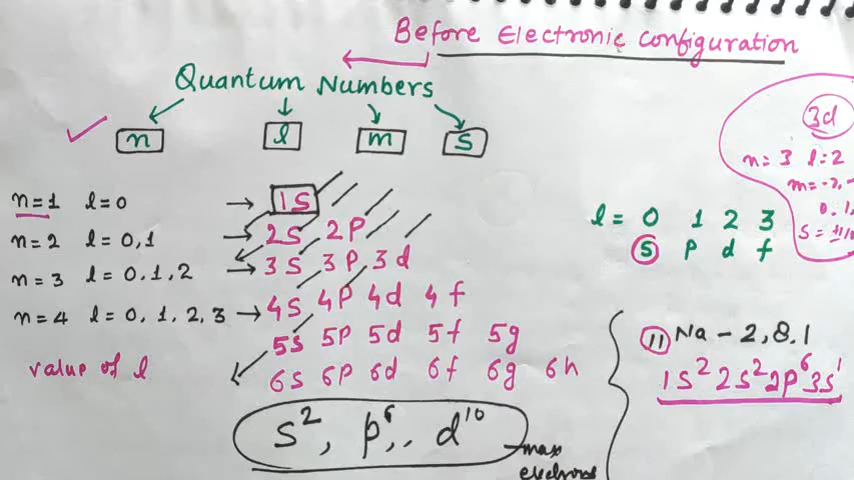 Before Electronic configuration
Quantum Numbers
n l m s
n=1 l=0 → 1s
n=2 l=0,1 → 2s 2p
n=3 l=0,1,2 → 3s 3p 3d
n=4 l=0,1,2,3 → 4s 4p 4d 4f
5s 5p 5d 5f 5g
value of l
6s 6p 6d 6f 6g 6h
s², p⁶, . d¹⁰
max
electrons
3d
n=3 l=2
m=-2,
0,1,
s=
l= 0 1 2 3
s p d f
11 Na - 2,8,1
1s² 2s² 2p⁶ 3s¹